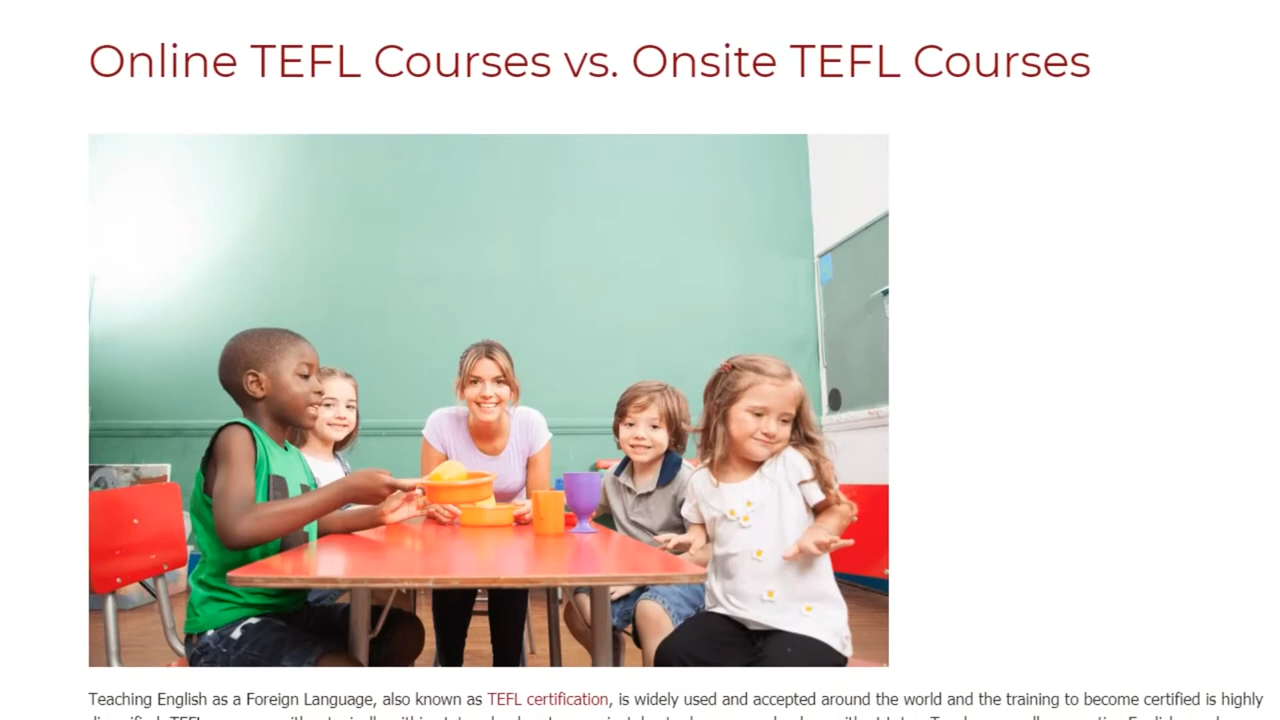 Online TEFL Courses vs. Onsite TEFL Courses
Teaching English as a Foreign Language, also known as TEFL certification, is widely used and accepted around the world and the training to become certified is highly